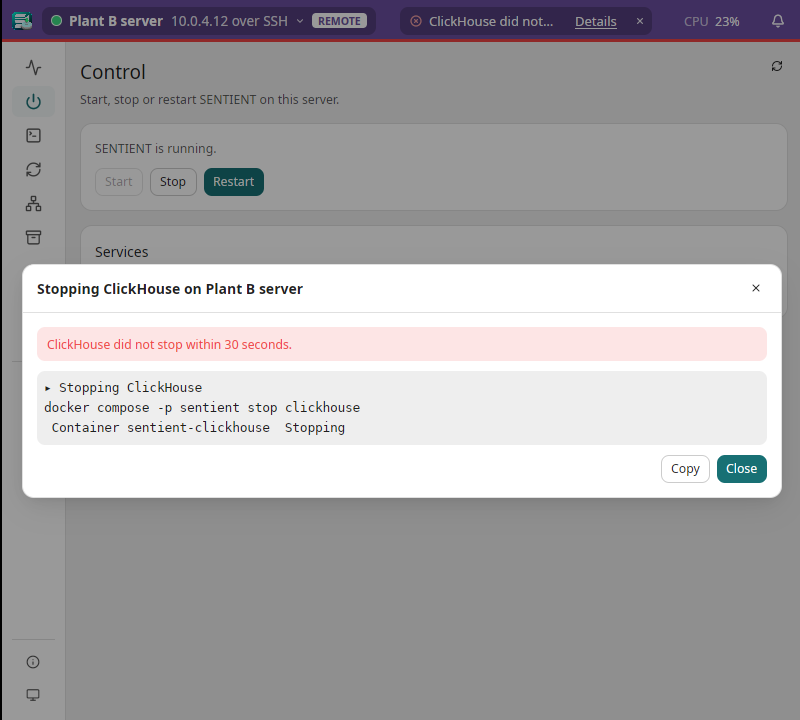 Plant B server 10.0.4.12 over SSH REMOTE
ClickHouse did not... Details ×
CPU 23%
Control
Start, stop or restart SENTIENT on this server.
SENTIENT is running.
Start Stop Restart
Services
Stopping ClickHouse on Plant B server ×
ClickHouse did not stop within 30 seconds.
▸ Stopping ClickHouse
docker compose -p sentient stop clickhouse
Container sentient-clickhouse Stopping
Copy Close